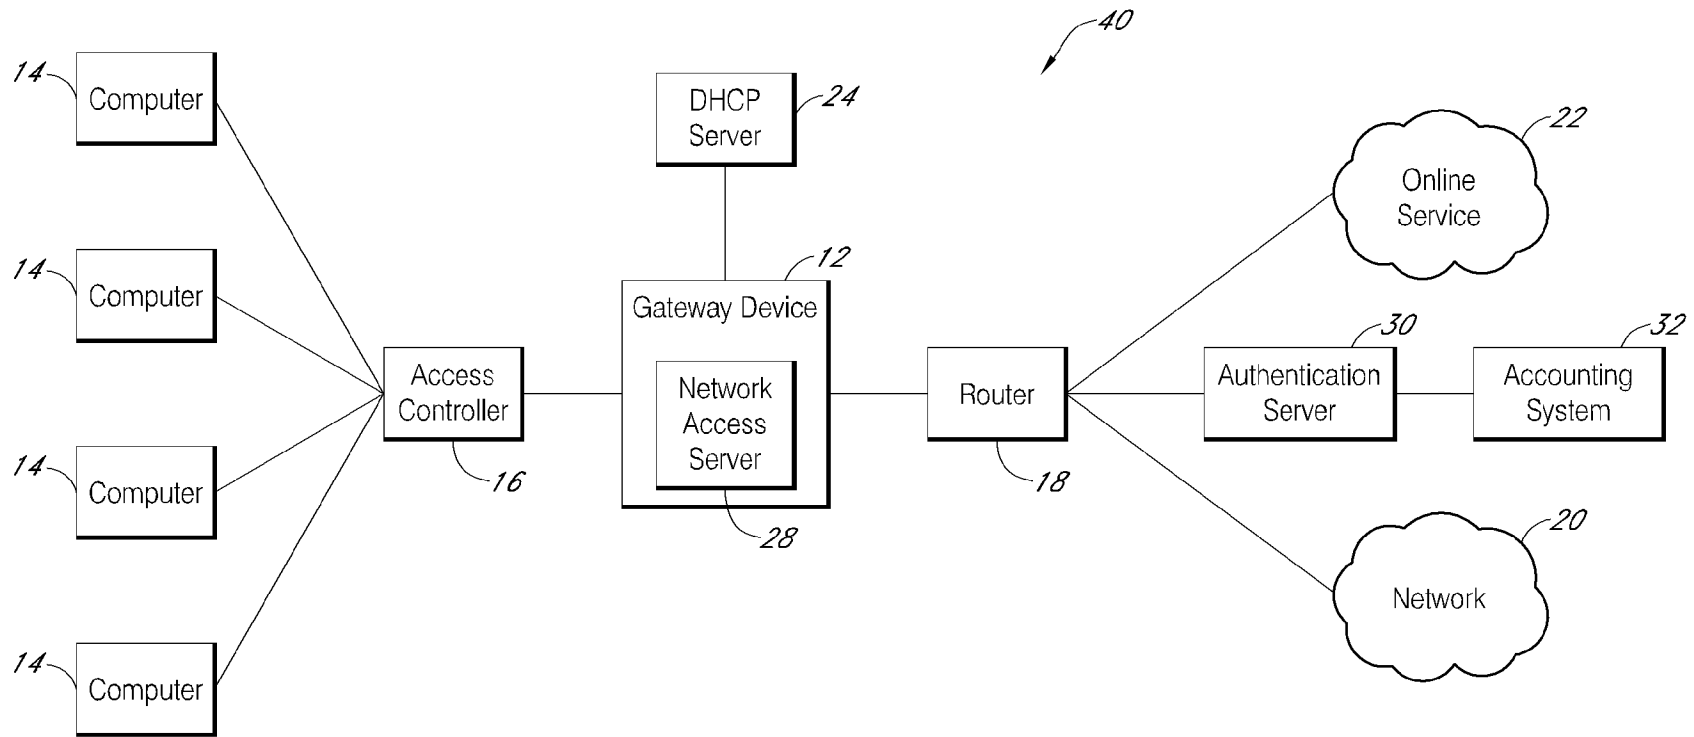 40
14
Computer
DHCP
Server
24
22
Online
Service
14
Computer
12
Gateway Device
Access
Controller
16
Network
Access
Server
28
Router
18
30
Authentication
Server
32
Accounting
System
14
Computer
20
Network
14
Computer